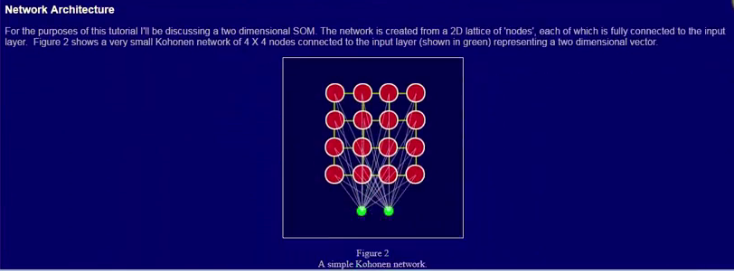 Network Architecture
For the purposes of this tutorial I'll be discussing a two dimensional SOM. The network is created from a 2D lattice of 'nodes', each of which is fully connected to the input
layer. Figure 2 shows a very small Kohonen network of 4 X 4 nodes connected to the input layer (shown in green) representing a two dimensional vector.
Figure 2
A simple Kohonen network.